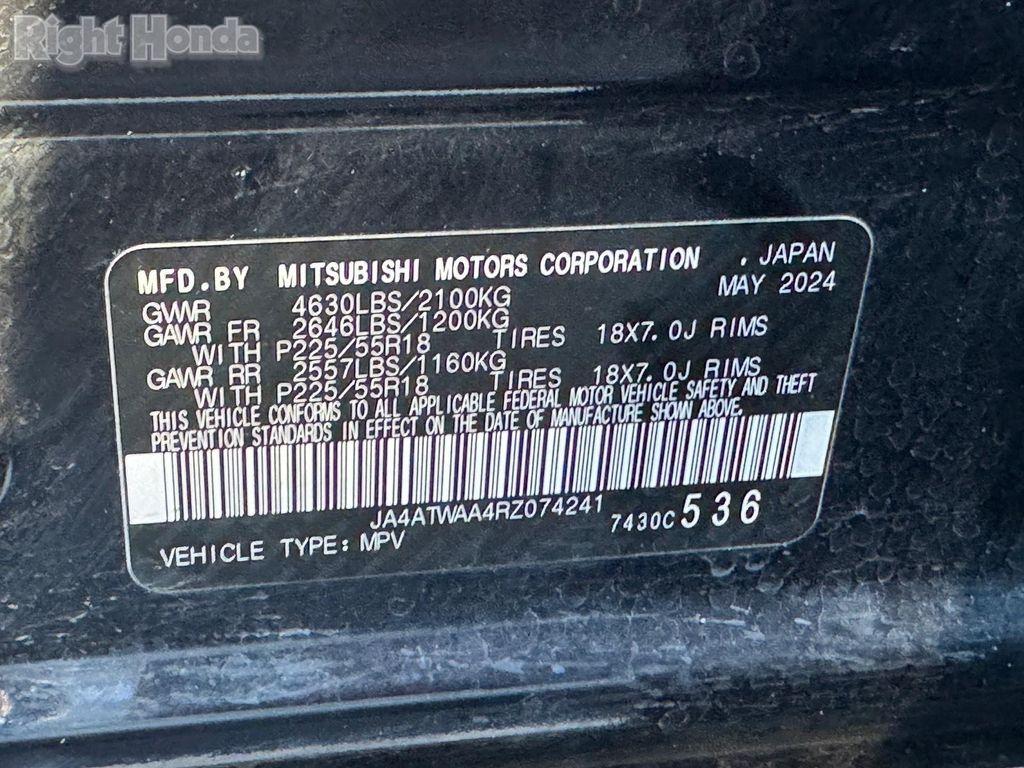 Right Honda
MFD.BY MITSUBISHI MOTORS CORPORATION . JAPAN
MAY 2024
GWVR 4630LBS/2100KG
GAWR FR 2646LBS/1200KG
WITH P225/55R18 TIRES 18X7.0J RIMS
GAWR RR 2557LBS/1160KG
WITH P225/55R18 TIRES 18X7.0J RIMS
THIS VEHICLE CONFORMS TO ALL APPLICABLE FEDERAL MOTOR VEHICLE SAFETY AND THEFT
PREVENTION STANDARDS IN EFFECT ON THE DATE OF MANUFACTURE SHOWN ABOVE.
JA4ATWAA4RZ074241
7430C 536
VEHICLE TYPE: MPV